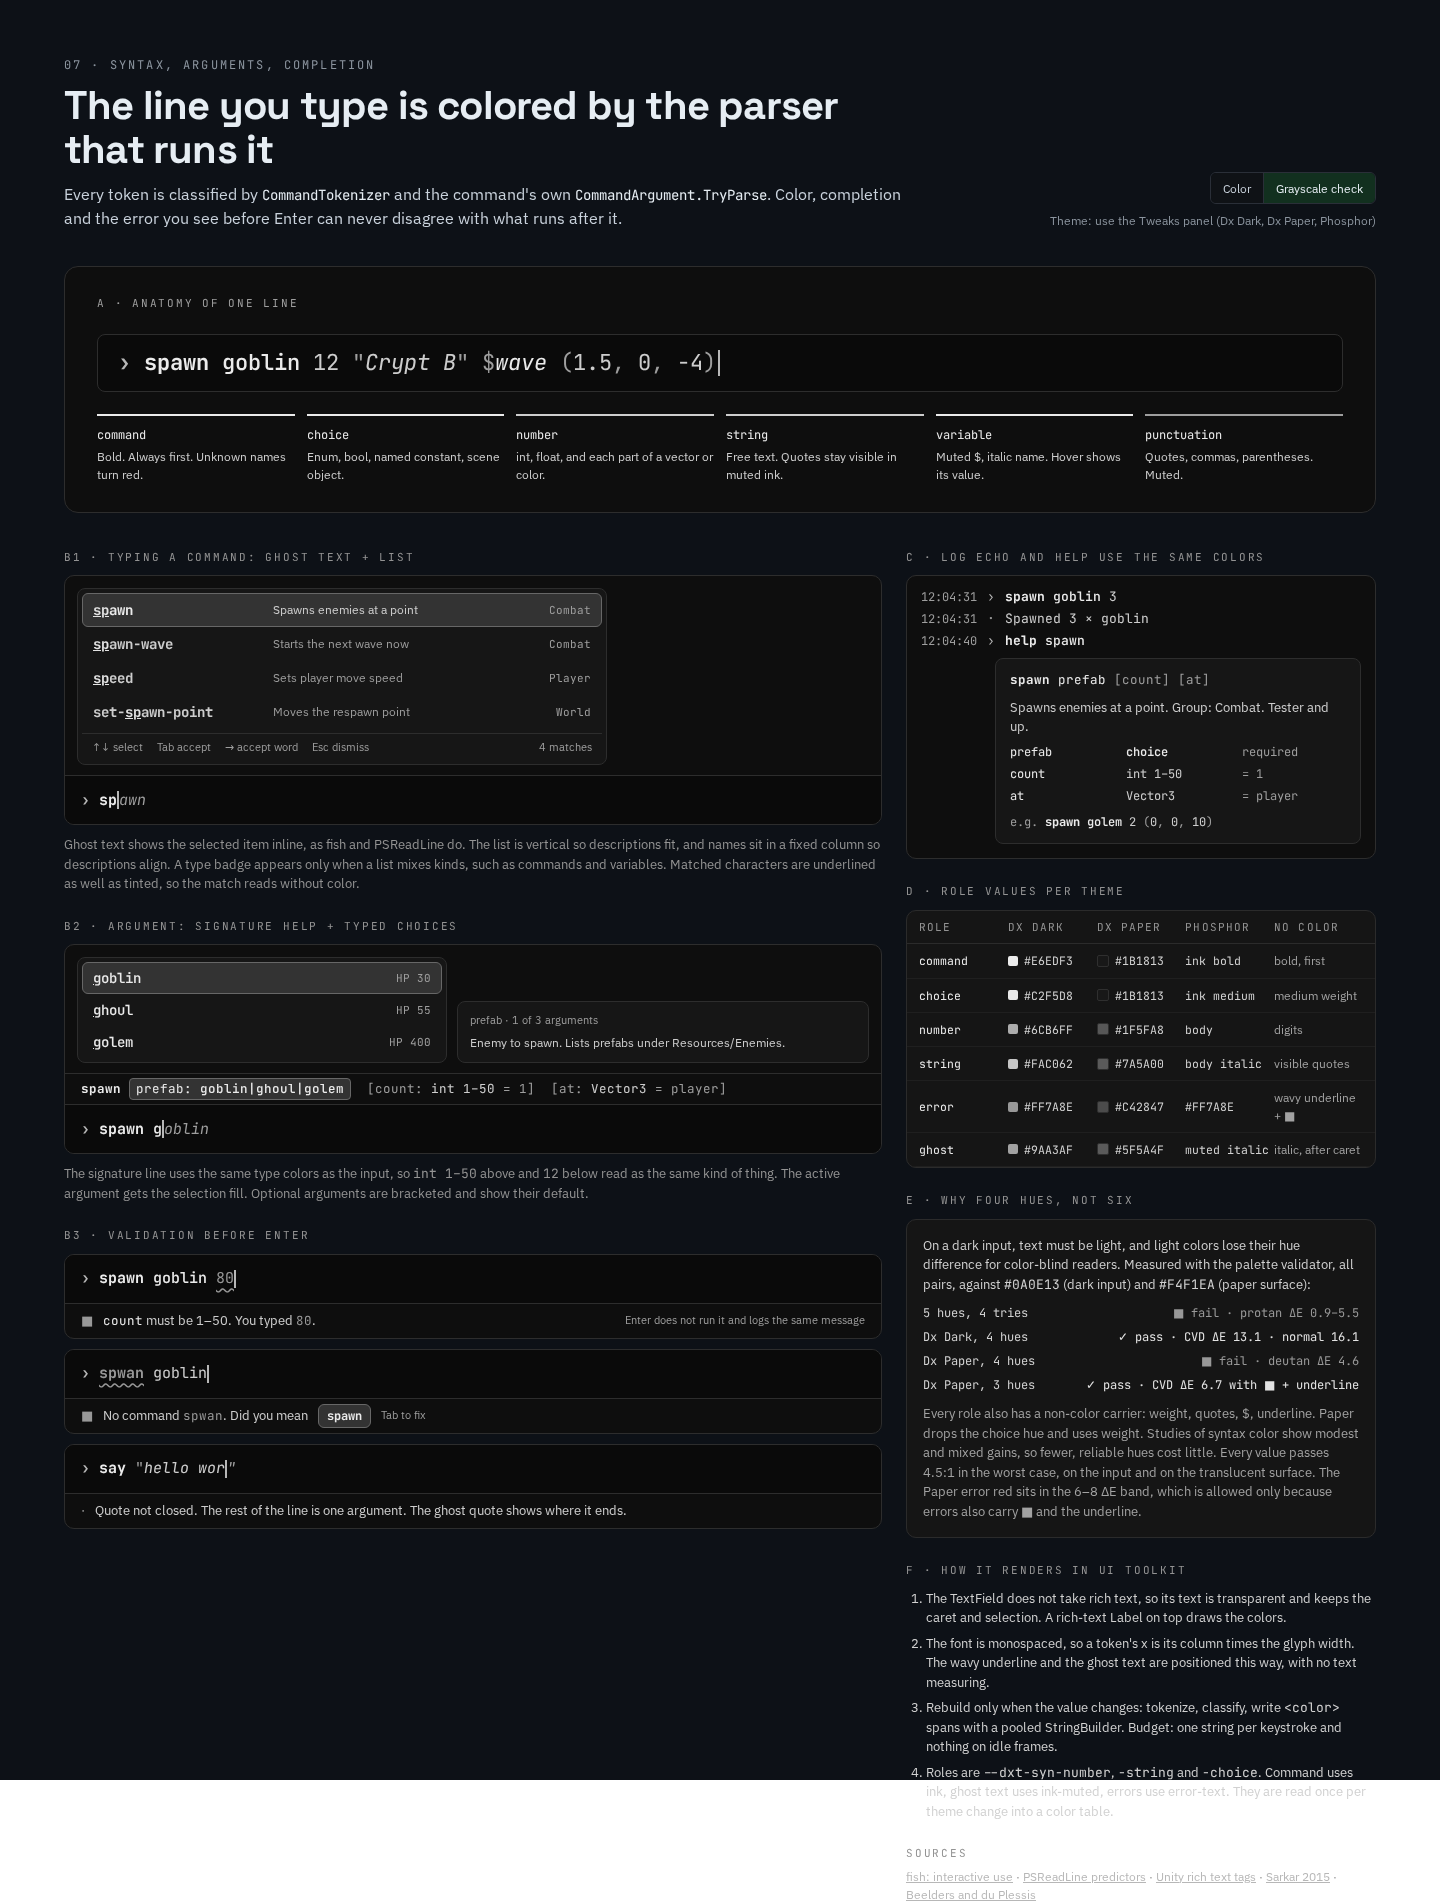 07 · SYNTAX, ARGUMENTS, COMPLETION
The line you type is colored by the parser
that runs it
Every token is classified by CommandTokenizer and the command's own CommandArgument.TryParse. Color, completion
and the error you see before Enter can never disagree with what runs after it.
Color Grayscale check
Theme: use the Tweaks panel (Dx Dark, Dx Paper, Phosphor)
A · ANATOMY OF ONE LINE
› spawn goblin 12 "Crypt B" $wave (1.5, 0, -4)
command
Bold. Always first. Unknown names
turn red.
choice
Enum, bool, named constant, scene
object.
number
int, float, and each part of a vector or
color.
string
Free text. Quotes stay visible in
muted ink.
variable
Muted $, italic name. Hover shows
its value.
punctuation
Quotes, commas, parentheses.
Muted.
B1 · TYPING A COMMAND: GHOST TEXT + LIST
spawn Spawns enemies at a point Combat
spawn-wave Starts the next wave now Combat
speed Sets player move speed Player
set-spawn-point Moves the respawn point World
↑↓ select Tab accept → accept word Esc dismiss 4 matches
› spawn
Ghost text shows the selected item inline, as fish and PSReadLine do. The list is vertical so descriptions fit, and names sit in a fixed column so
descriptions align. A type badge appears only when a list mixes kinds, such as commands and variables. Matched characters are underlined
as well as tinted, so the match reads without color.
B2 · ARGUMENT: SIGNATURE HELP + TYPED CHOICES
goblin HP 30
ghoul HP 55
golem HP 400
prefab · 1 of 3 arguments
Enemy to spawn. Lists prefabs under Resources/Enemies.
spawn prefab: goblin|ghoul|golem [count: int 1–50 = 1] [at: Vector3 = player]
› spawn goblin
The signature line uses the same type colors as the input, so int 1–50 above and 12 below read as the same kind of thing. The active
argument gets the selection fill. Optional arguments are bracketed and show their default.
B3 · VALIDATION BEFORE ENTER
› spawn goblin 80
■ count must be 1–50. You typed 80. Enter does not run it and logs the same message
› spwan goblin
■ No command spwan. Did you mean spawn Tab to fix
› say "hello wor"
· Quote not closed. The rest of the line is one argument. The ghost quote shows where it ends.
C · LOG ECHO AND HELP USE THE SAME COLORS
12:04:31 › spawn goblin 3
12:04:31 · Spawned 3 × goblin
12:04:40 › help spawn
spawn prefab [count] [at]
Spawns enemies at a point. Group: Combat. Tester and
up.
prefab choice required
count int 1–50 = 1
at Vector3 = player
e.g. spawn golem 2 (0, 0, 10)
D · ROLE VALUES PER THEME
ROLE DX DARK DX PAPER PHOSPHOR NO COLOR
command #E6EDF3 #1B1813 ink bold bold, first
choice #C2F5D8 #1B1813 ink medium medium weight
number #6CB6FF #1F5FA8 body digits
string #FAC062 #7A5A00 body italic visible quotes
error #FF7A8E #C42847 #FF7A8E wavy underline
+ ■
ghost #9AA3AF #5F5A4F muted italic italic, after caret
E · WHY FOUR HUES, NOT SIX
On a dark input, text must be light, and light colors lose their hue
difference for color-blind readers. Measured with the palette validator, all
pairs, against #0A0E13 (dark input) and #F4F1EA (paper surface):
5 hues, 4 tries ■ fail · protan ΔE 0.9–5.5
Dx Dark, 4 hues ✓ pass · CVD ΔE 13.1 · normal 16.1
Dx Paper, 4 hues ■ fail · deutan ΔE 4.6
Dx Paper, 3 hues ✓ pass · CVD ΔE 6.7 with ■ + underline
Every role also has a non-color carrier: weight, quotes, $, underline. Paper
drops the choice hue and uses weight. Studies of syntax color show modest
and mixed gains, so fewer, reliable hues cost little. Every value passes
4.5:1 in the worst case, on the input and on the translucent surface. The
Paper error red sits in the 6–8 ΔE band, which is allowed only because
errors also carry ■ and the underline.
F · HOW IT RENDERS IN UI TOOLKIT
1. The TextField does not take rich text, so its text is transparent and keeps the
caret and selection. A rich-text Label on top draws the colors.
2. The font is monospaced, so a token's x is its column times the glyph width.
The wavy underline and the ghost text are positioned this way, with no text
measuring.
3. Rebuild only when the value changes: tokenize, classify, write <color>
spans with a pooled StringBuilder. Budget: one string per keystroke and
nothing on idle frames.
4. Roles are --dxt-syn-number, -string and -choice. Command uses
ink, ghost text uses ink-muted, errors use error-text. They are read once per
theme change into a color table.
SOURCES
fish: interactive use · PSReadLine predictors · Unity rich text tags · Sarkar 2015 ·
Beelders and du Plessis